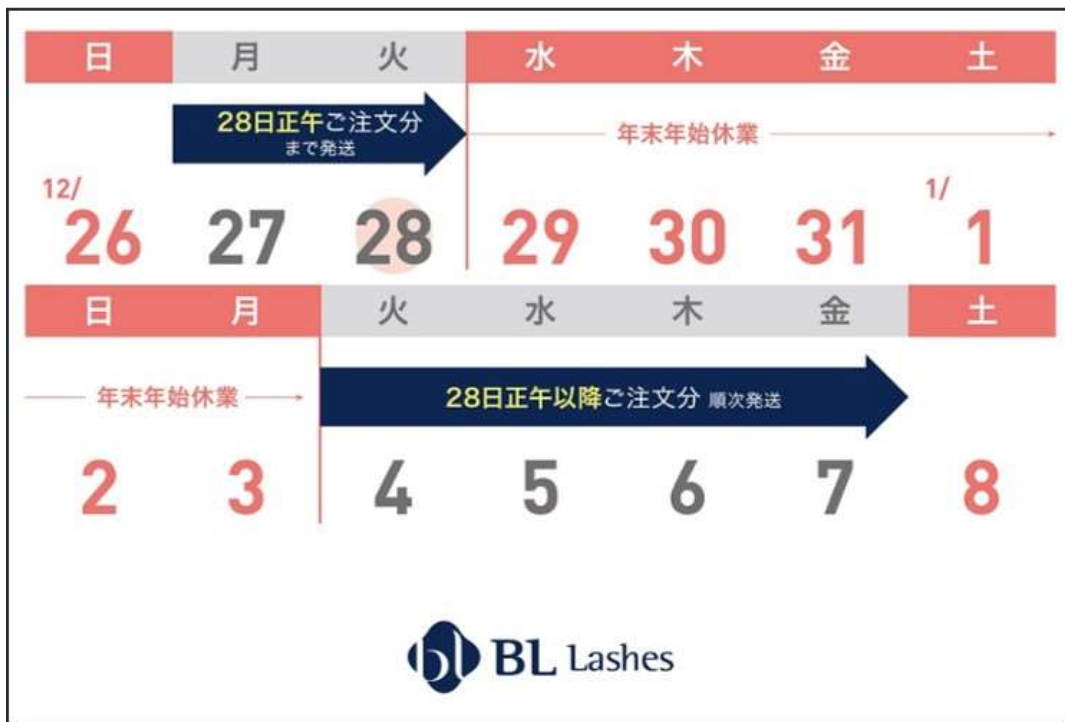 日 月 火 水 木 金 土
28日正午ご注文分
まで発送
年末年始休業
12/ 1/
26 27 28 29 30 31 1
日 月 火 水 木 金 土
年末年始休業
28日正午以降ご注文分 順次発送
2 3 4 5 6 7 8
bl BL Lashes